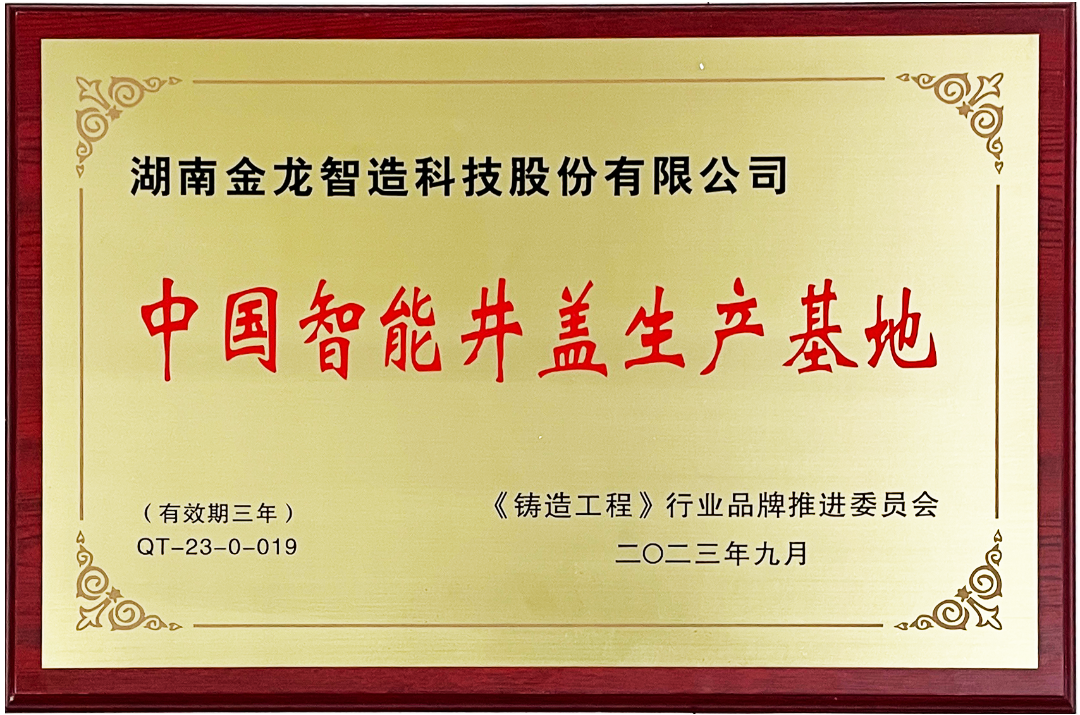 湖南金龙智造科技股份有限公司
中国智能井盖生产基地
（有效期三年）
QT-23-0-019
《铸造工程》行业品牌推进委员会
二〇二三年九月